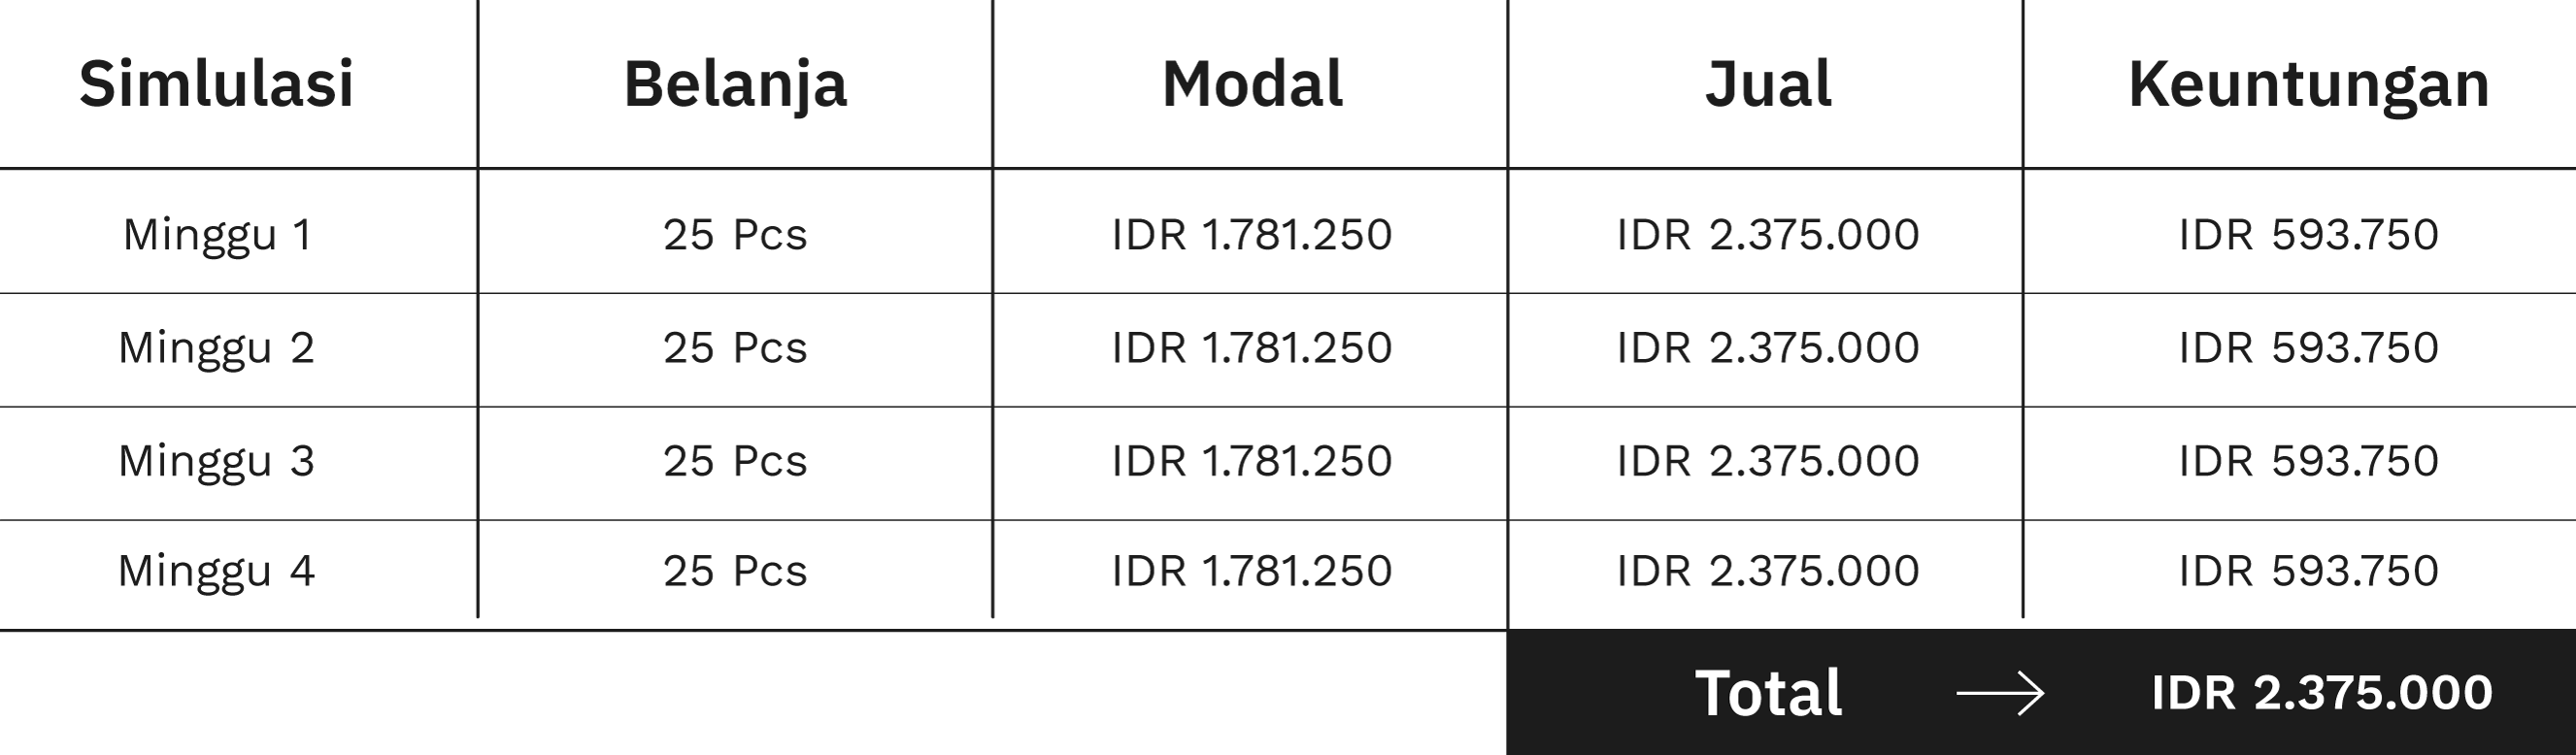 Simlulasi Belanja Modal Jual Keuntungan
Minggu 1 25 Pcs IDR 1.781.250 IDR 2.375.000 IDR 593.750
Minggu 2 25 Pcs IDR 1.781.250 IDR 2.375.000 IDR 593.750
Minggu 3 25 Pcs IDR 1.781.250 IDR 2.375.000 IDR 593.750
Minggu 4 25 Pcs IDR 1.781.250 IDR 2.375.000 IDR 593.750
Total → IDR 2.375.000